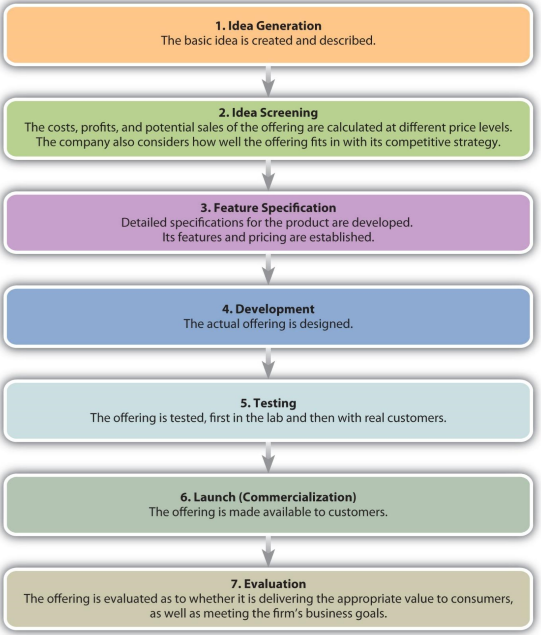 1. Idea Generation
The basic idea is created and described.
2. Idea Screening
The costs, profits, and potential sales of the offering are calculated at different price levels.
The company also considers how well the offering fits in with its competitive strategy.
3. Feature Specification
Detailed specifications for the product are developed.
Its features and pricing are established.
4. Development
The actual offering is designed.
5. Testing
The offering is tested, first in the lab and then with real customers.
6. Launch (Commercialization)
The offering is made available to customers.
7. Evaluation
The offering is evaluated as to whether it is delivering the appropriate value to consumers,
as well as meeting the firm's business goals.